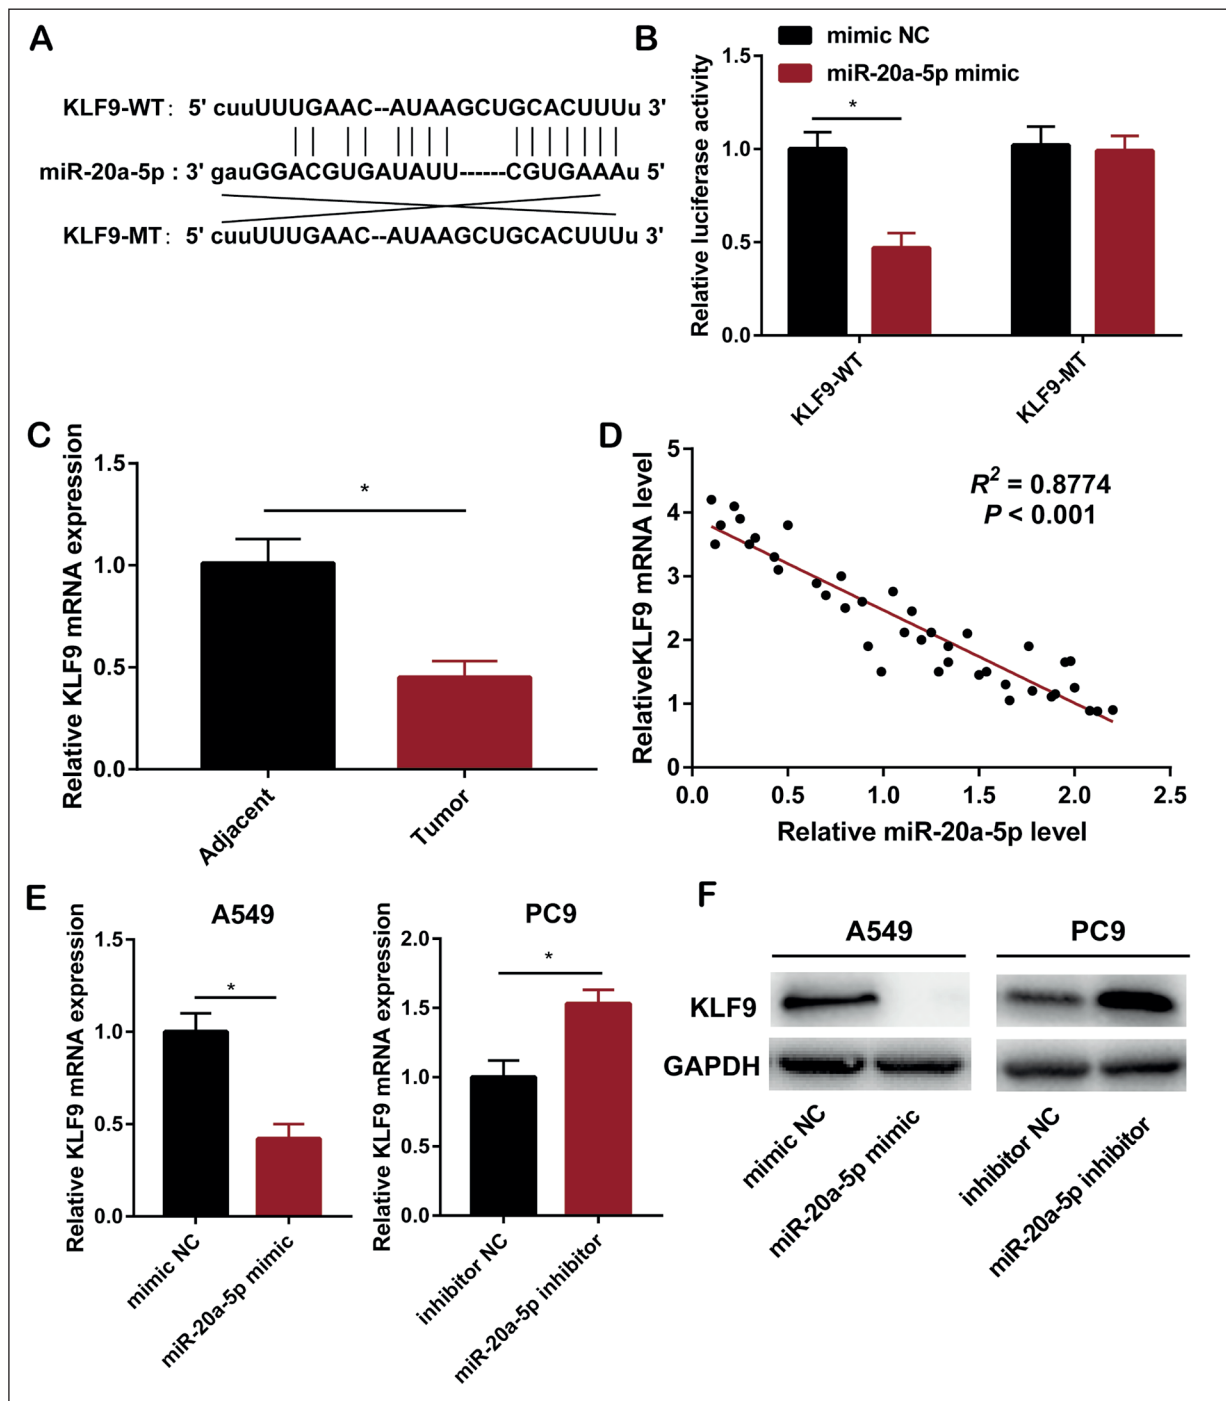 A
KLF9-WT: 5' cuuUUUGAAC--AUAAGCUGCACUUUu 3'
miR-20a-5p : 3' gauGGACGUGAUAUU------CGUGAAAu 5'
KLF9-MT: 5' cuuUUUGAAC--AUAAGCUGCACUUUu 3'
B
mimic NC
miR-20a-5p mimic
Relative luciferase activity
1.5
1.0
0.5
0.0
*
KLF9-WT
KLF9-MT
C
Relative KLF9 mRNA expression
1.5
1.0
0.5
0.0
*
Adjacent
Tumor
D
RelativeKLF9 mRNA level
5
4
3
2
1
0
R² = 0.8774
P < 0.001
0.0 0.5 1.0 1.5 2.0 2.5
Relative miR-20a-5p level
E
A549
Relative KLF9 mRNA expression
1.5
1.0
0.5
0.0
*
mimic NC
miR-20a-5p mimic
PC9
Relative KLF9 mRNA expression
2.0
1.5
1.0
0.5
0.0
*
inhibitor NC
miR-20a-5p inhibitor
F
A549 PC9
KLF9
GAPDH
mimic NC
miR-20a-5p mimic
inhibitor NC
miR-20a-5p inhibitor